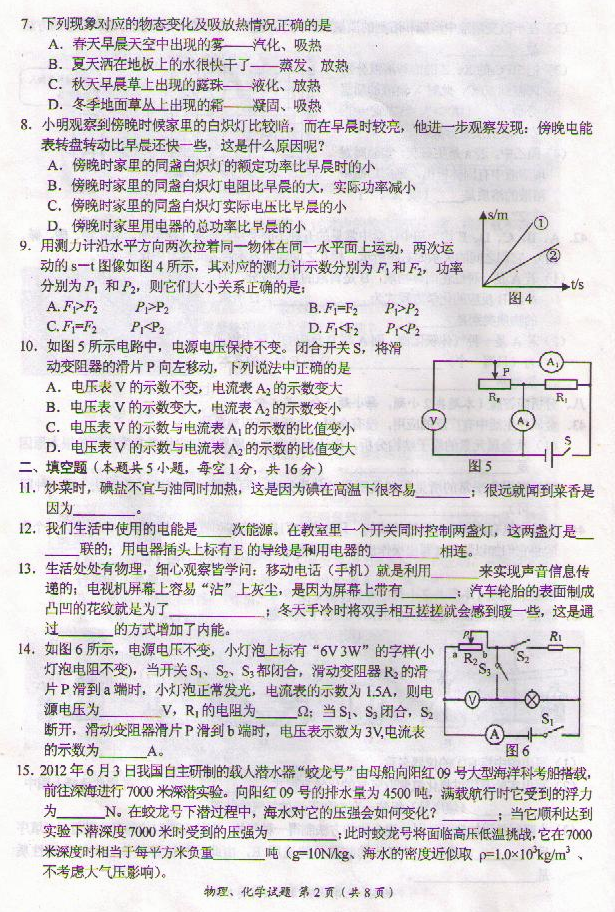 7. 下列现象对应的物态变化及吸放热情况正确的是
A. 春天早晨天空中出现的雾——汽化、吸热
B. 夏天洒在地板上的水很快干了——蒸发、放热
C. 秋天早晨草上出现的露珠——液化、放热
D. 冬季地面草丛上出现的霜——凝固、吸热
8. 小明观察到傍晚时候家里的白炽灯比较暗，而在早晨时较亮，他进一步观察发现：傍晚电能
表转盘转动比早晨还快一些，这是什么原因呢？
A. 傍晚时家里的同盏白炽灯的额定功率比早晨时的小
B. 傍晚时家里的同盏白炽灯电阻比早晨的大，实际功率减小
C. 傍晚时家里的同盏白炽灯实际电压比早晨的小
D. 傍晚时家里用电器的总功率比早晨的小
9. 用测力计沿水平方向两次拉着同一物体在同一水平面上运动，两次运
动的s—t图像如图4所示，其对应的测力计示数分别为F1和F2，功率
分别为P1 和P2，则它们大小关系正确的是：
A. F1>F2 P1>P2 B. F1=F2 P1>P2
C. F1=F2 P1<P2 D. F1<F2 P1<P2
s/m
①
②
t/s
图4
10. 如图5所示电路中，电源电压保持不变。闭合开关S，将滑
动变阻器的滑片P向左移动，下列说法中正确的是
A. 电压表V的示数不变，电流表A2的示数变大
B. 电压表V的示数变大，电流表A2的示数变小
C. 电压表V的示数与电流表A1的示数的比值变小
D. 电压表V的示数与电流表A2的示数的比值变大
A1
P
R2
R1
V
A2
S
图5
二、填空题（本题共5小题，每空1分，共16分）
11. 炒菜时，碘盐不宜与油同时加热，这是因为碘在高温下很容易________；很远就闻到菜香是
因为________。
12. 我们生活中使用的电能是____次能源。在教室里一个开关同时控制两盏灯，这两盏灯是__
____联的；用电器插头上标有E的导线是和用电器的________相连。
13. 生活处处有物理，细心观察皆学问：移动电话（手机）就是利用______来实现声音信息传
递的；电视机屏幕上容易“沾”上灰尘，是因为屏幕上带有______；汽车轮胎的表面制成
凸凹的花纹就是为了__________；冬天手冷时将双手相互搓搓就会感到暖一些，这是通
过______的方式增加了内能。
14. 如图6所示，电源电压不变，小灯泡上标有“6V 3W”的字样(小
灯泡电阻不变)，当开关S1、S2、S3都闭合，滑动变阻器R2的滑
片P滑到a端时，小灯泡正常发光，电流表的示数为1.5A，则电
源电压为______V，R1的电阻为_____Ω；当S1、S3闭合，S2
断开，滑动变阻器滑片P滑到b端时，电压表示数为3V,电流表
的示数为______A。
P
R1
a
b
R2
S2
S3
V
A
S1
图6
15. 2012年6月3日我国自主研制的载人潜水器“蛟龙号”由母船向阳红09号大型海洋科考船搭载，
前往深海进行7000米深潜实验。向阳红09号的排水量为4500吨，满载航行时它受到的浮力
为______N。在蛟龙号下潜过程中，海水对它的压强会如何变化？______；当它顺利达到
实验下潜深度7000米时受到的压强为________；此时蛟龙号将面临高压低温挑战，它在7000
米深度时相当于每平方米负重______吨（g=10N/kg、海水的密度近似取 ρ=1.0×10³kg/m³ 、
不考虑大气压影响）。
物理、化学试题 第2页（共8页）